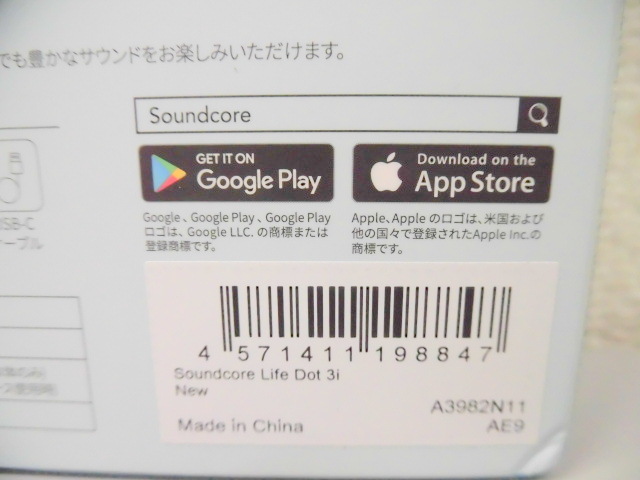 でも豊かなサウンドをお楽しみいただけます。
Soundcore
GET IT ON
Google Play
Download on the
App Store
Google、Google Play、Google Play
ロゴは、Google LLC. の商標または
登録商標です。
Apple、Apple のロゴは、米国および
他の国々で登録されたApple Inc.の
商標です。
USB-C
ケーブル
4 571411 198847
Soundcore Life Dot 3i
New
A3982N11
Made in China
AE9